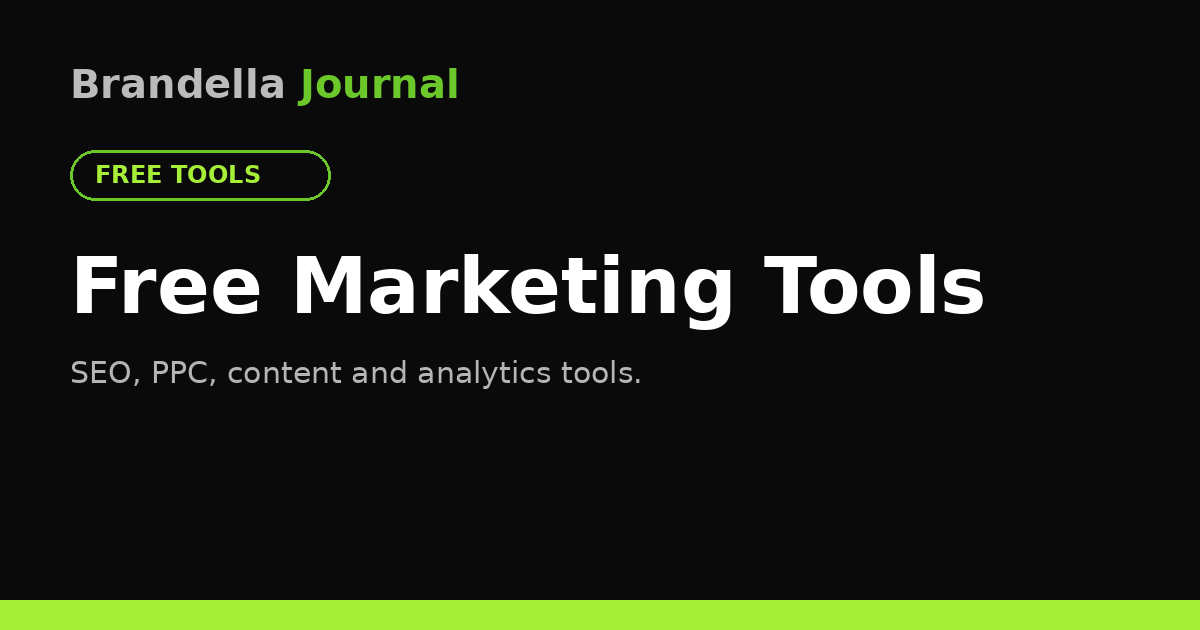 Brandella Journal
FREE TOOLS
Free Marketing Tools
SEO, PPC, content and analytics tools.